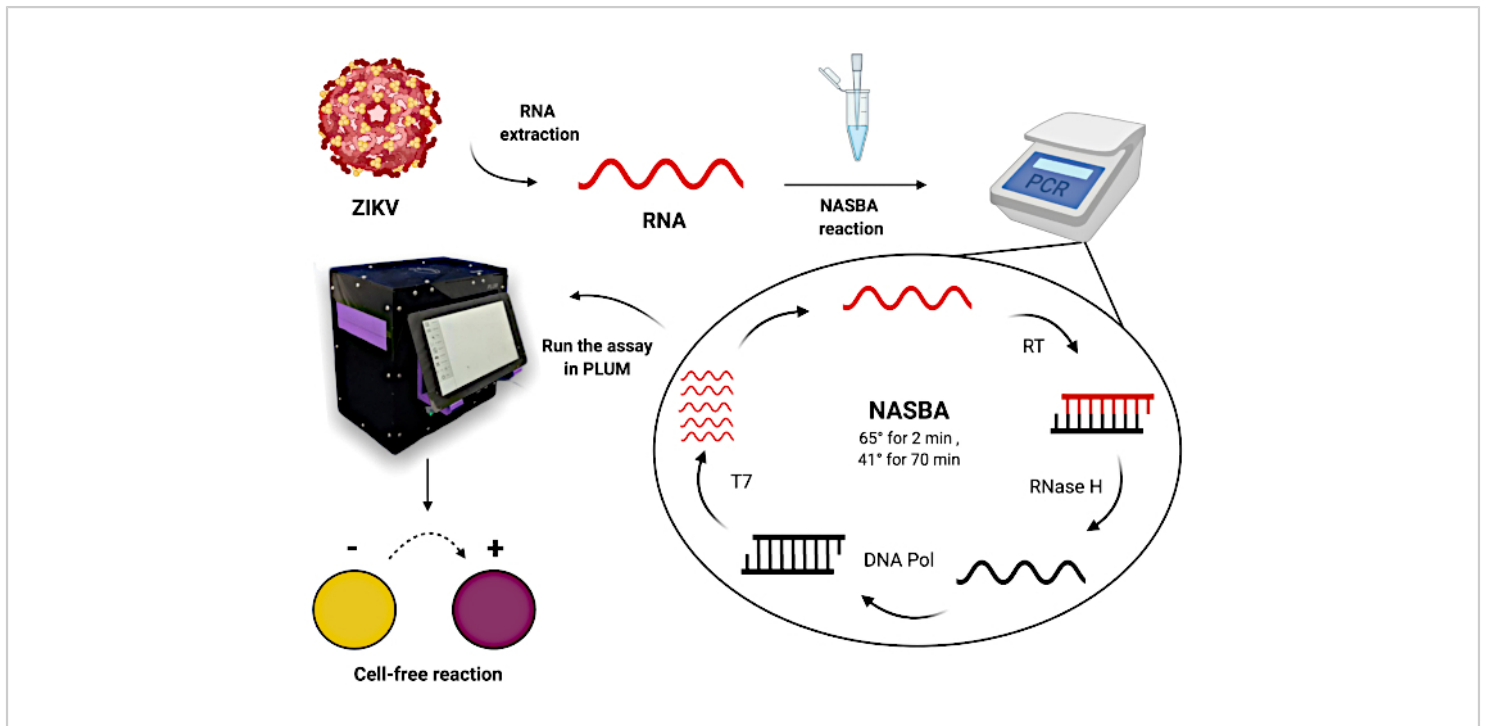 RNA
extraction
ZIKV
RNA
NASBA
reaction
PCR
Run the assay
in PLUM
RT
NASBA
65° for 2 min ,
41° for 70 min
RNase H
T7
DNA Pol
- +
Cell-free reaction